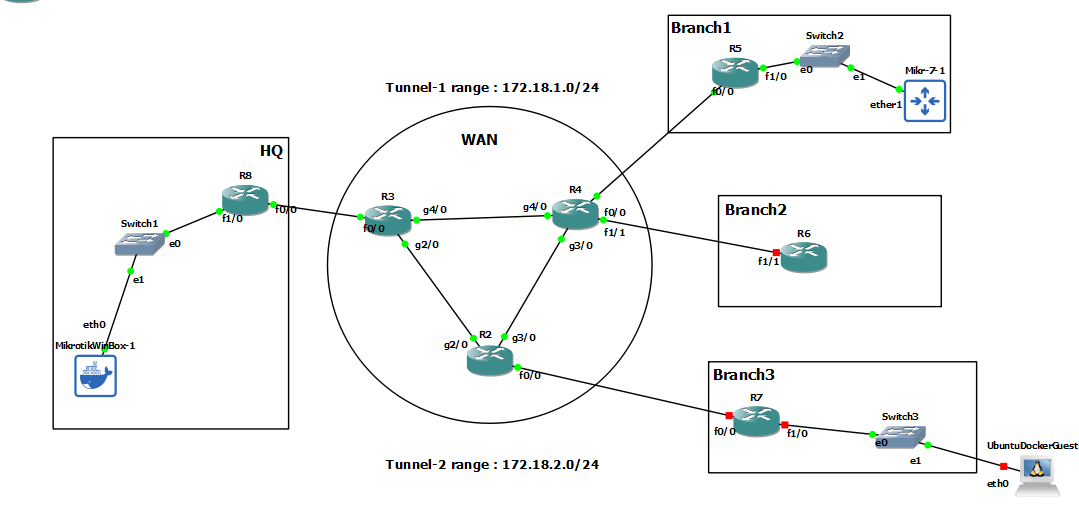 Branch1
Switch2
R5
f1/0
e0
e1
Mikr-7-1
f0/0
ether1
Tunnel-1 range : 172.18.1.0/24
WAN
HQ
R8
f0/0
f1/0
Switch1
e0
e1
eth0
MikrotikWinBox-1
R3
g4/0
f0/0
g2/0
R4
g4/0
f0/0
f1/1
g3/0
Branch2
R6
f1/1
R2
g2/0
g3/0
f0/0
Branch3
R7
f0/0
f1/0
Switch3
e0
e1
UbuntuDockerGuest
eth0
Tunnel-2 range : 172.18.2.0/24